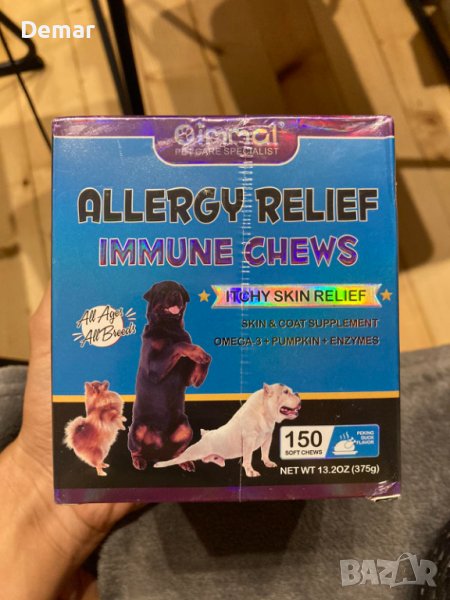 Demar
PET CARE SPECIALIST
ALLERGY RELIEF
IMMUNE CHEWS
ITCHY SKIN RELIEF
SKIN & COAT SUPPLEMENT
OMEGA-3 + PUMPKIN + ENZYMES
All Ages
All Breeds
150
SOFT CHEWS
PEKING
DUCK
FLAVOR
NET WT 13.2OZ (375g)
BAZAR